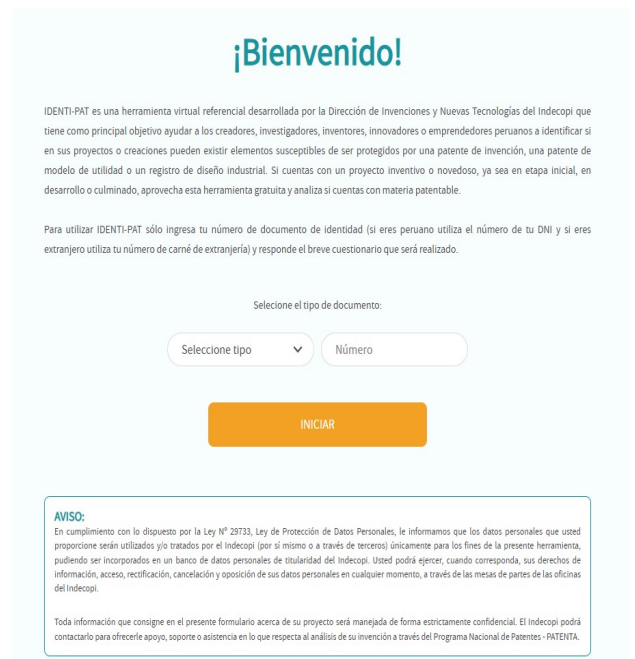 ¡Bienvenido!
IDENTI-PAT es una herramienta virtual referencial desarrollada por la Dirección de Invenciones y Nuevas Tecnologías del Indecopi que
tiene como principal objetivo ayudar a los creadores, investigadores, inventores, innovadores o emprendedores peruanos a identificar si
en sus proyectos o creaciones pueden existir elementos susceptibles de ser protegidos por una patente de invención, una patente de
modelo de utilidad o un registro de diseño industrial. Si cuentas con un proyecto inventivo o novedoso, ya sea en etapa inicial, en
desarrollo o culminado, aprovecha esta herramienta gratuita y analiza si cuentas con materia patentable.
Para utilizar IDENTI-PAT sólo ingresa tu número de documento de identidad (si eres peruano utiliza el número de tu DNI y si eres
extranjero utiliza tu número de carné de extranjería) y responde el breve cuestionario que será realizado.
Selecione el tipo de documento:
Seleccione tipo
Número
INICIAR
AVISO:
En cumplimiento con lo dispuesto por la Ley N° 29733, Ley de Protección de Datos Personales, le informamos que los datos personales que usted
proporcione serán utilizados y/o tratados por el Indecopi (por sí mismo o a través de terceros) únicamente para los fines de la presente herramienta,
pudiendo ser incorporados en un banco de datos personales de titularidad del Indecopi. Usted podrá ejercer, cuando corresponda, sus derechos de
información, acceso, rectificación, cancelación y oposición de sus datos personales en cualquier momento, a través de las mesas de partes de las oficinas
del Indecopi.
Toda información que consigne en el presente formulario acerca de su proyecto será manejada de forma estrictamente confidencial. El Indecopi podrá
contactarlo para ofrecerle apoyo, soporte o asistencia en lo que respecta al análisis de su invención a través del Programa Nacional de Patentes - PATENTA.